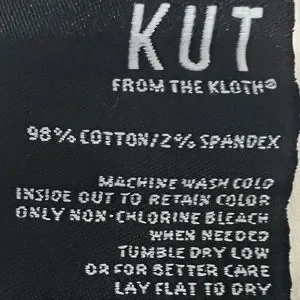 KUT
FROM THE KLOTH®
98% COTTON/2% SPANDEX
MACHINE WASH COLD
INSIDE OUT TO RETAIN COLOR
ONLY NON-CHLORINE BLEACH
WHEN NEEDED
TUMBLE DRY LOW
OR FOR BETTER CARE
LAY FLAT TO DRY